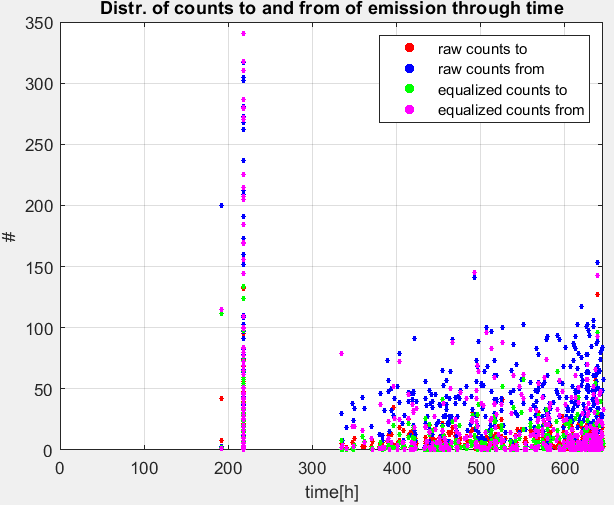 Distr. of counts to and from of emission through time
350
300
250
200
150
100
50
0
#
raw counts to
raw counts from
equalized counts to
equalized counts from
0 100 200 300 400 500 600
time[h]